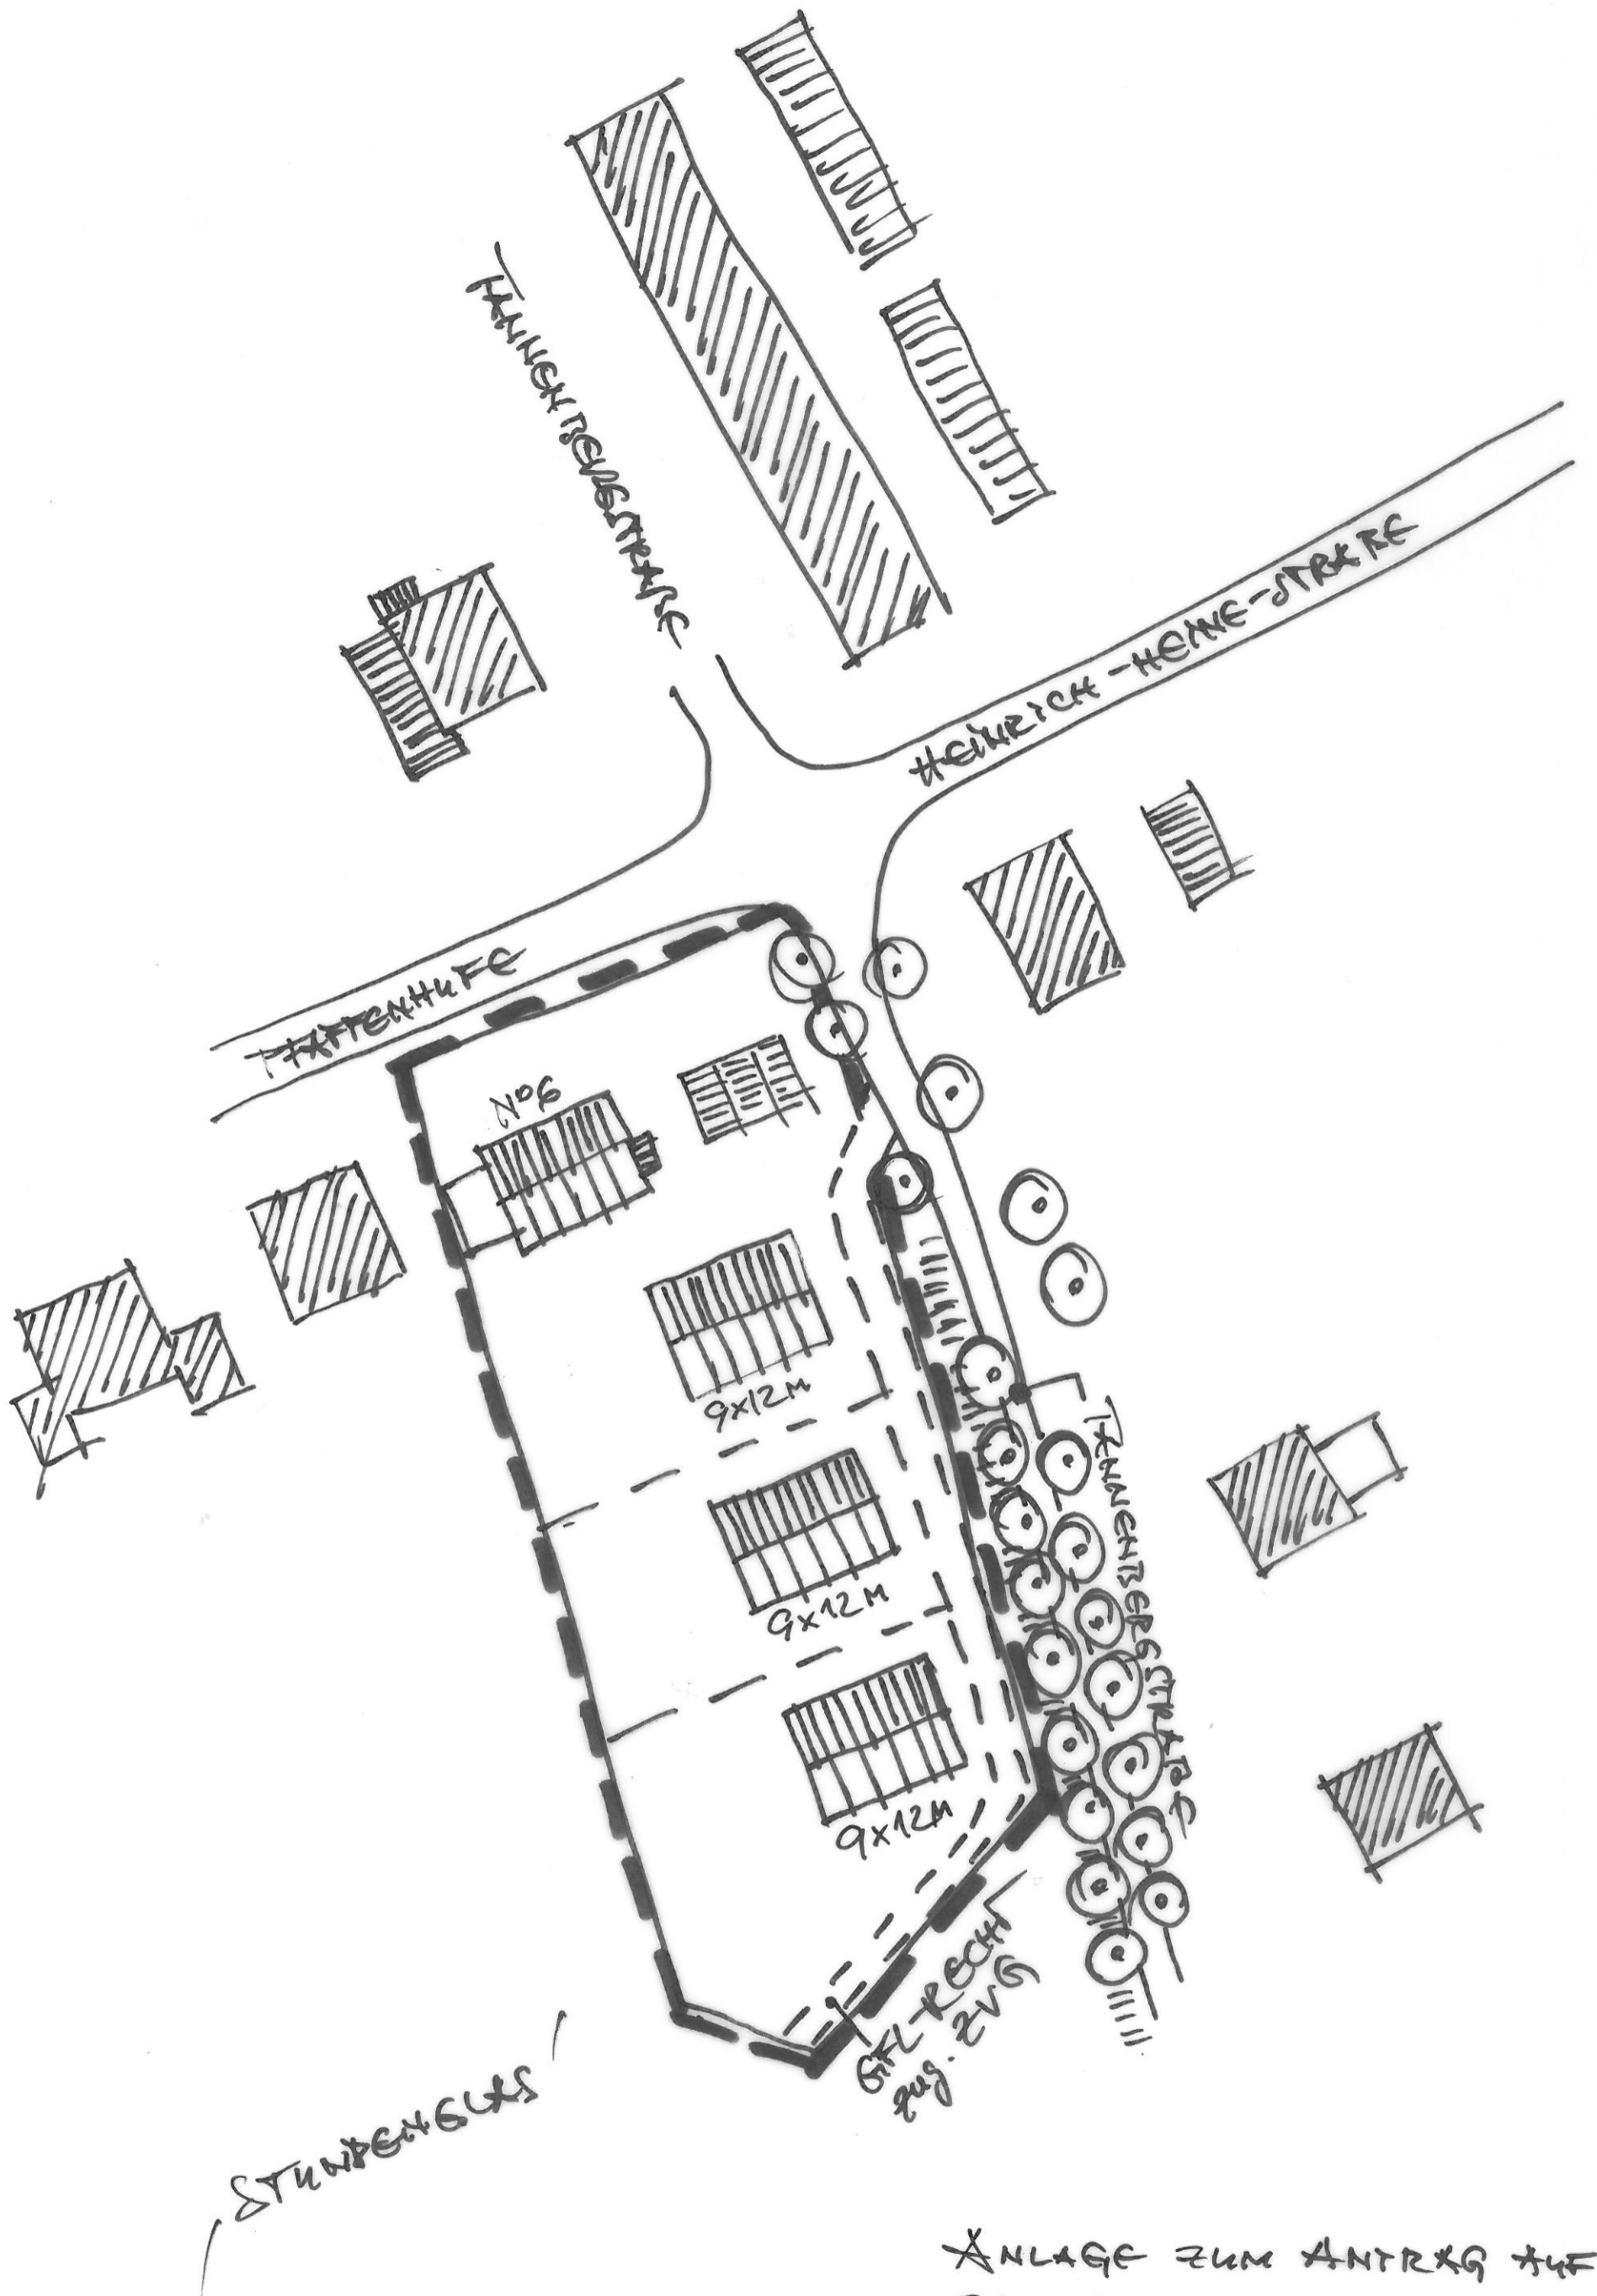 TANNENBERGSTRAßE
HEINRICH-HEINE-STRAßE
PFAFFENHUFE
No6
9x12M
9x12M
9x12M
TANNENBERGSTRAßE
GFL-RECHT
zug. ZVG
STUNDENGLAS
ANLAGE ZUM ANTRAG AUF